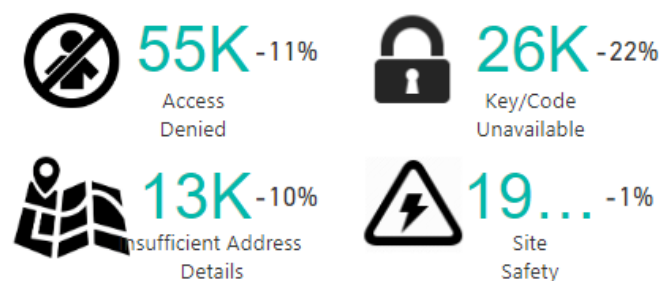 55K -11%
Access
Denied
26K -22%
Key/Code
Unavailable
13K -10%
Insufficient Address
Details
19... -1%
Site
Safety